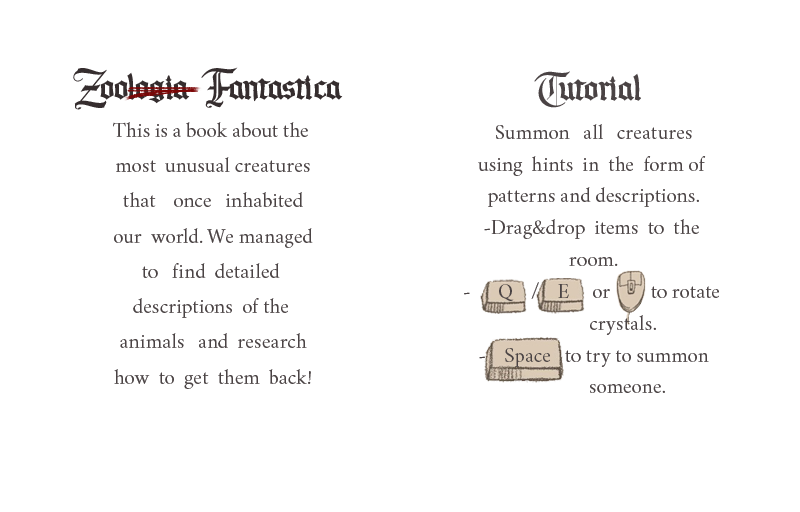 Zoologia Fantastica
This is a book about the
most unusual creatures
that once inhabited
our world. We managed
to find detailed
descriptions of the
animals and research
how to get them back!
Tutorial
Summon all creatures
using hints in the form of
patterns and descriptions.
-Drag&drop items to the
room.
- Q / E or to rotate
crystals.
- Space to try to summon
someone.